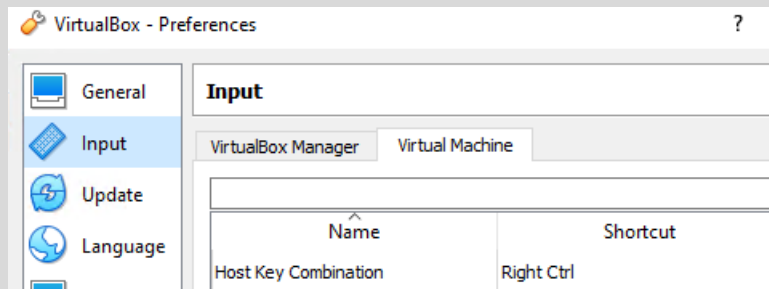 VirtualBox - Preferences ?
General
Input
Update
Language
Input
VirtualBox Manager Virtual Machine
Name Shortcut
Host Key Combination Right Ctrl